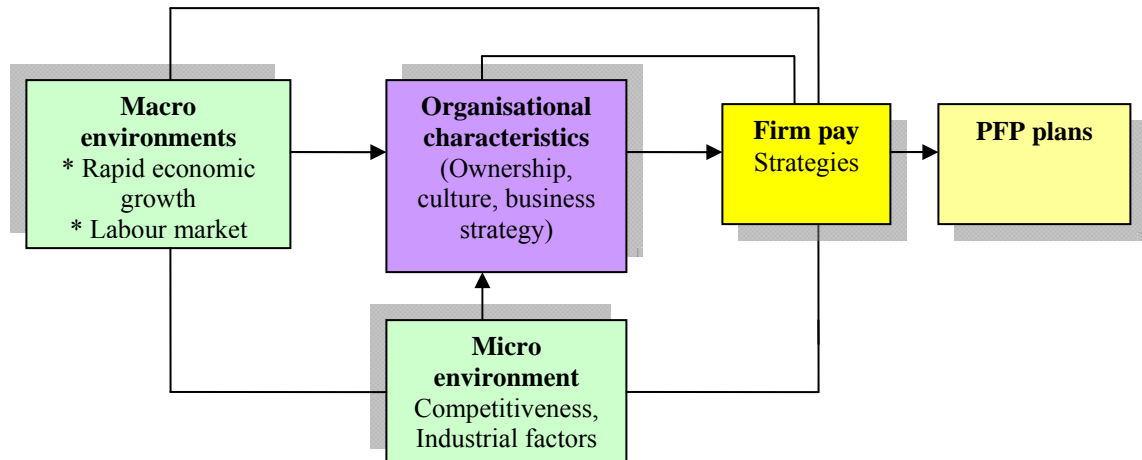 Macro
environments
* Rapid economic
growth
* Labour market
Organisational
characteristics
(Ownership,
culture, business
strategy)
Firm pay
Strategies
PFP plans
Micro
environment
Competitiveness,
Industrial factors